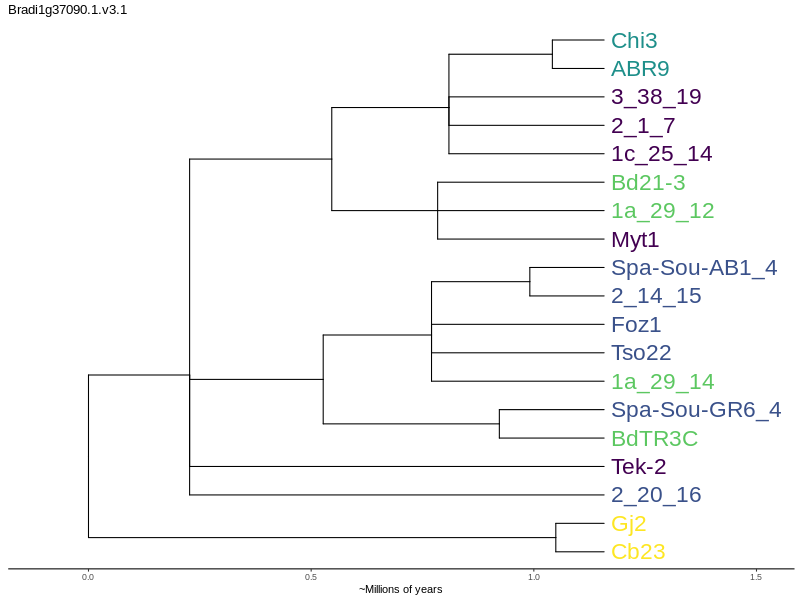 Bradi1g37090.1.v3.1
Chi3
ABR9
3_38_19
2_1_7
1c_25_14
Bd21-3
1a_29_12
Myt1
Spa-Sou-AB1_4
2_14_15
Foz1
Tso22
1a_29_14
Spa-Sou-GR6_4
BdTR3C
Tek-2
2_20_16
Gj2
Cb23
0.0 0.5 1.0 1.5
~Millions of years